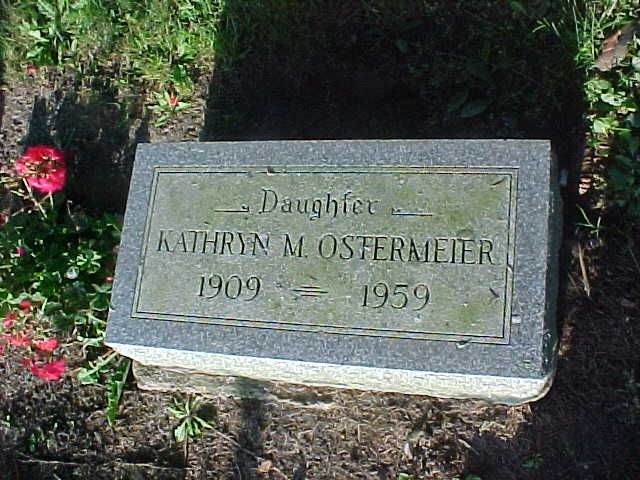 Daughter
KATHRYN M. OSTERMEIER
1909 = 1959